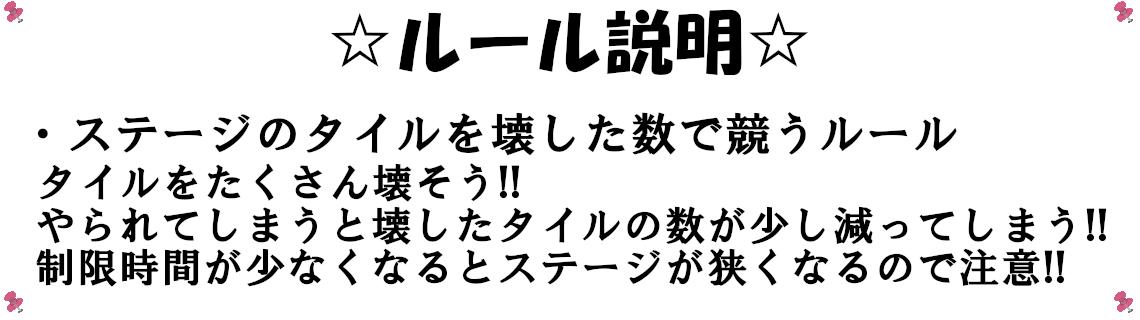 ☆ルール説明☆
・ステージのタイルを壊した数で競うルール
タイルをたくさん壊そう!!
やられてしまうと壊したタイルの数が少し減ってしまう!!
制限時間が少なくなるとステージが狭くなるので注意!!